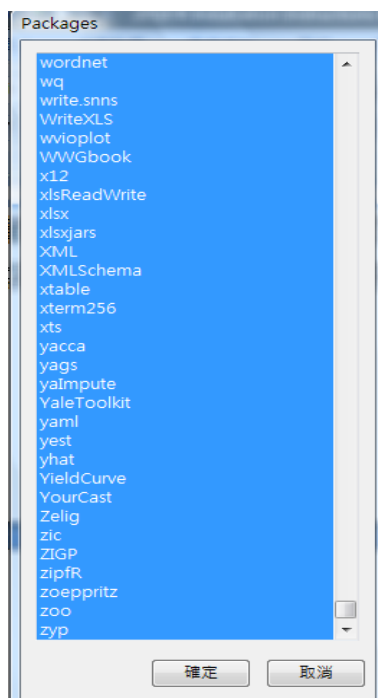 Packages
wordnet
wq
write.snns
WriteXLS
wvioplot
WWGbook
x12
xlsReadWrite
xlsx
xlsxjars
XML
XMLSchema
xtable
xterm256
xts
yacca
yags
yaImpute
YaleToolkit
yaml
yest
yhat
YieldCurve
YourCast
Zelig
zic
ZIGP
zipfR
zoeppritz
zoo
zyp
確定 取消